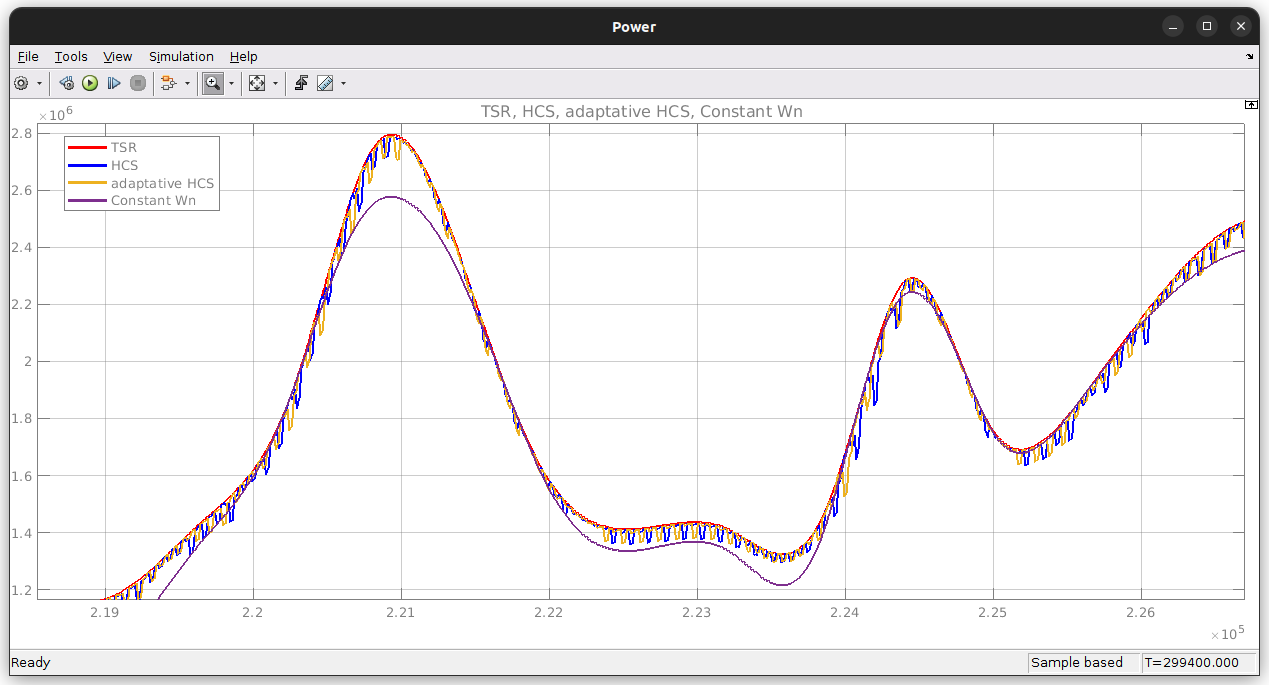 Power
File Tools View Simulation Help
TSR, HCS, adaptative HCS, Constant Wn
×10^6
TSR
HCS
adaptative HCS
Constant Wn
2.8
2.6
2.4
2.2
2
1.8
1.6
1.4
1.2
2.19 2.2 2.21 2.22 2.23 2.24 2.25 2.26
×10^5
Ready Sample based T=299400.000